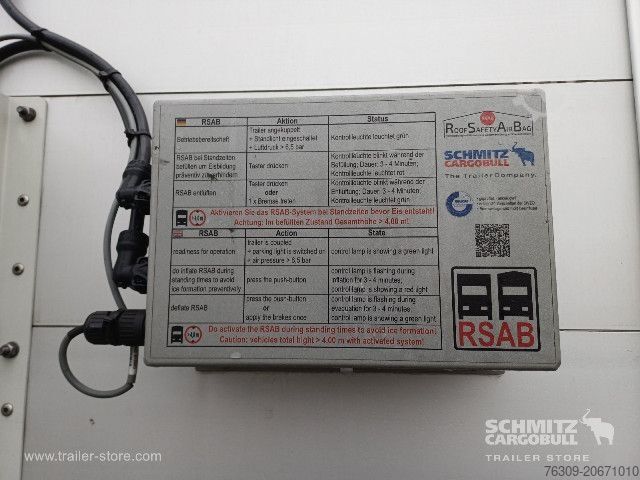 RSAB Aktion Status
Betriebsbereitschaft
Trailer angekuppelt
+ Standlicht eingeschaltet
+ Luftdruck > 6,5 bar
Kontrollleuchte leuchtet grün
RSAB bei Standzeiten
befüllen um Eisbildung
präventiv zu verhindern
Taster drücken
Kontrollleuchte blinkt während der
Befüllung; Dauer: 3 - 4 Minuten;
Kontrollleuchte leuchtet rot
RSAB entlüften
Taster drücken
oder
1 x Bremse treten
Kontrollleuchte blinkt während der
Entlüftung; Dauer: 3 - 4 Minuten
Kontrollleuchte leuchtet grün
Aktivieren Sie das RSAB-System bei Standzeiten bevor Eis entsteht!
Achtung: Im befüllten Zustand Gesamthöhe > 4,00 m!
RSAB Action State
readiness for operation
trailer is coupled
+ parking light is switched on
+ air pressure > 6,5 bar
control lamp is showing a green light
do inflate RSAB during
standing times to avoid
ice formation preventively
press the push-button
control lamp is flashing during
inflation for 3 - 4 minutes;
control lamp is showing a red light
deflate RSAB
press the button
or
apply the brakes once
control lamp is flashing during
evacuation for 3 - 4 minutes;
control lamp is showing a green light
Do activate the RSAB during standing times to avoid ice formation!
Caution: vehicles total hight > 4,00 m with activated system!
ROOFSAFETYAIRBAG
SCHMITZ
CARGOBULL
The Trailer Company.
RSAB
SCHMITZ
CARGOBULL
TRAILER STORE
www.trailer-store.com
76309-20671010